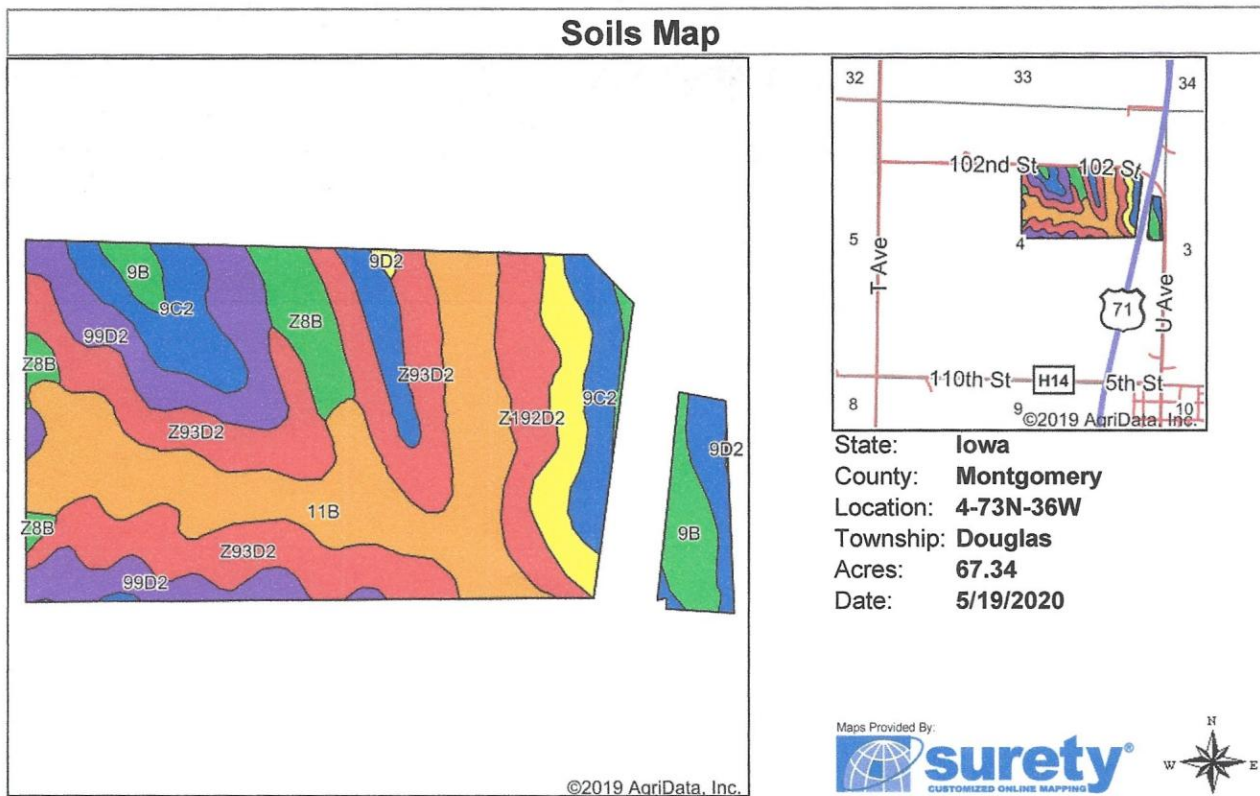 Soils Map
9B
9C2
99D2
Z8B
Z8B
9D2
Z93D2
Z93D2
Z192D2
9C2
11B
Z8B
Z93D2
99D2
9D2
9B
©2019 AgriData, Inc.
32
33
34
102nd St
102 St
5
4
3
T Ave
U Ave
71
110th St
H14
5th St
8
9
10
©2019 AgriData, Inc.
State: Iowa
County: Montgomery
Location: 4-73N-36W
Township: Douglas
Acres: 67.34
Date: 5/19/2020
Maps Provided By:
surety®
CUSTOMIZED ONLINE MAPPING
N
W
E
S